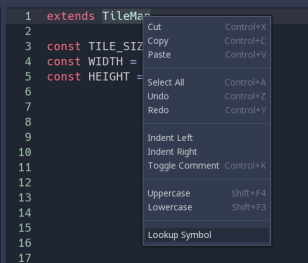 1 extends TileMap
2
3 const TILE_SIZ
4 const WIDTH =
5 const HEIGHT =
6
7
8
9
10
11
12
13
14
15
16
17
Cut Control+X
Copy Control+C
Paste Control+V
Select All Control+A
Undo Control+Z
Redo Control+Y
Indent Left
Indent Right
Toggle Comment Control+K
Uppercase Shift+F4
Lowercase Shift+F3
Lookup Symbol